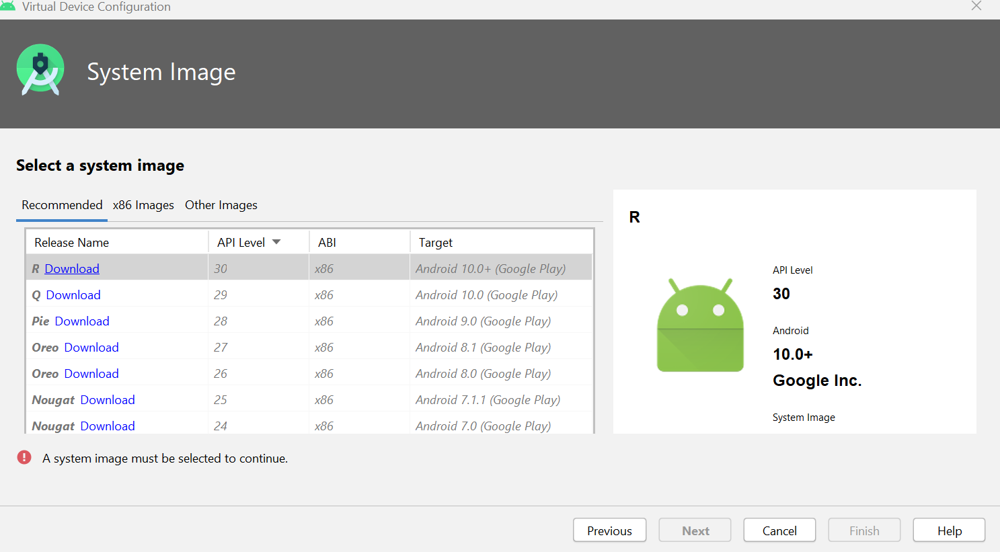 Virtual Device Configuration
System Image
Select a system image
Recommended x86 Images Other Images
Release Name API Level ABI Target
R Download 30 x86 Android 10.0+ (Google Play)
Q Download 29 x86 Android 10.0 (Google Play)
Pie Download 28 x86 Android 9.0 (Google Play)
Oreo Download 27 x86 Android 8.1 (Google Play)
Oreo Download 26 x86 Android 8.0 (Google Play)
Nougat Download 25 x86 Android 7.1.1 (Google Play)
Nougat Download 24 x86 Android 7.0 (Google Play)
R
API Level
30
Android
10.0+
Google Inc.
System Image
A system image must be selected to continue.
Previous Next Cancel Finish Help